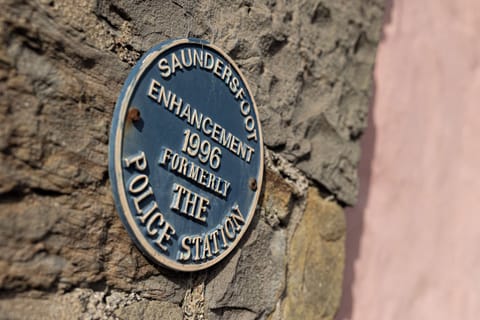 SAUNDERSFOOT
ENHANCEMENT
1996
FORMERLY
THE
POLICE STATION